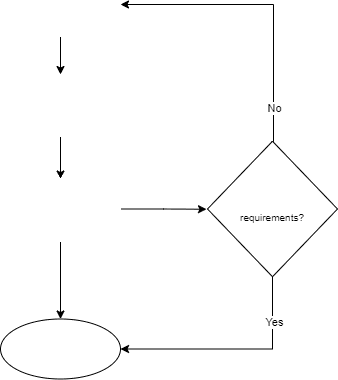 No
requirements?
Yes